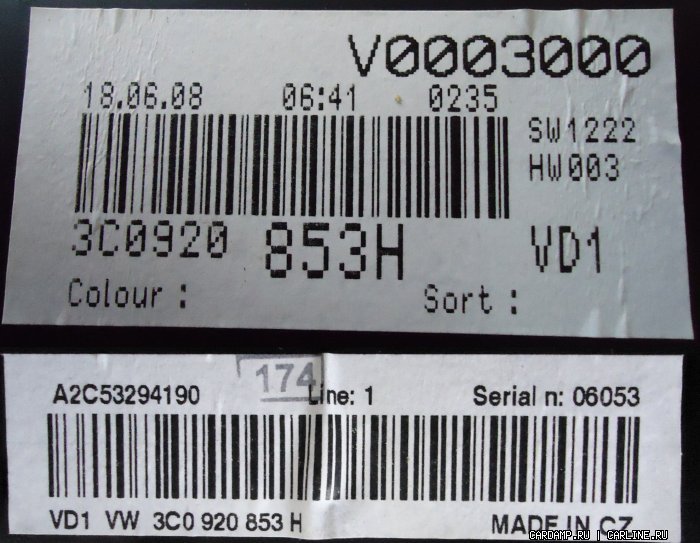 V0003000
18.06.08 06:41 0235
SW1222
HW003
3C0920 853H VD1
Colour : Sort :
174
A2C53294190 Line: 1 Serial n: 06053
VD1 VW 3C0 920 853 H MADE IN CZ
CARDAMP.RU | CARLINE.RU